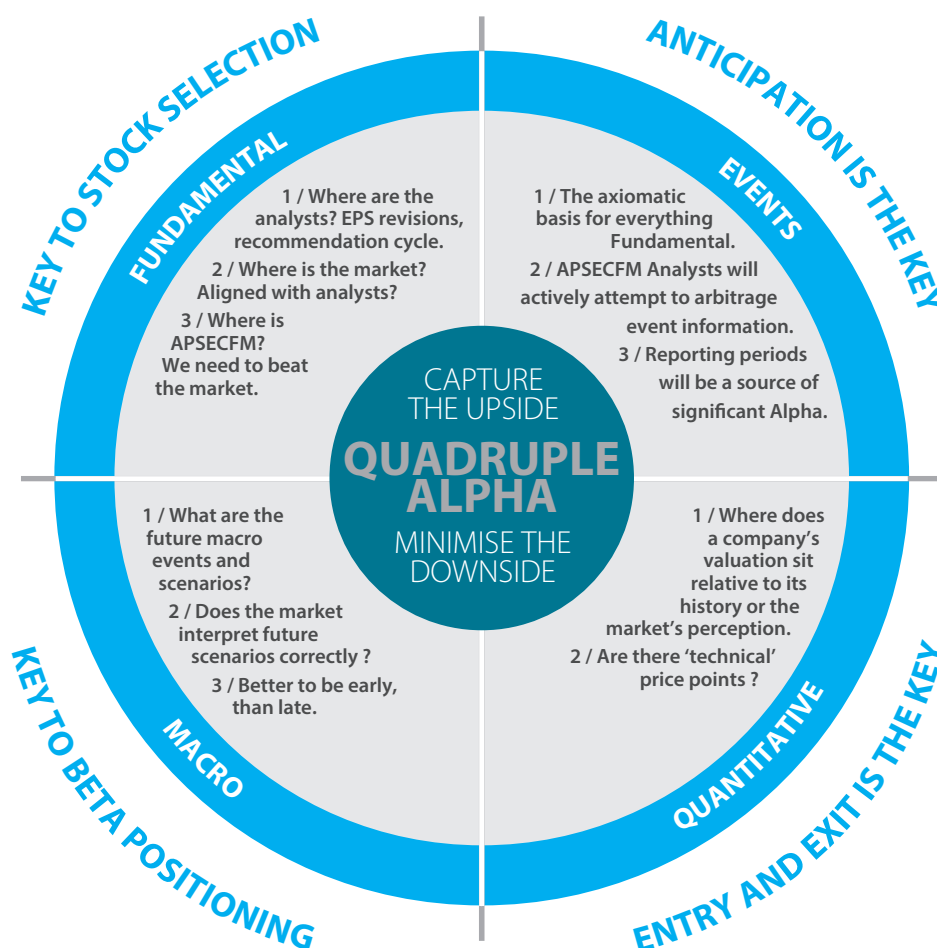 KEY TO STOCK SELECTION
FUNDAMENTAL
1 / Where are the
analysts? EPS revisions,
recommendation cycle.
2 / Where is the market?
Aligned with analysts?
3 / Where is
APSECFM?
We need to beat
the market.
ANTICIPATION IS THE KEY
EVENTS
1 / The axiomatic
basis for everything
Fundamental.
2 / APSECFM Analysts will
actively attempt to arbitrage
event information.
3 / Reporting periods
will be a source of
significant Alpha.
CAPTURE
THE UPSIDE
QUADRUPLE
ALPHA
MINIMISE THE
DOWNSIDE
1 / What are the
future macro
events and
scenarios?
2 / Does the market
interpret future
scenarios correctly ?
3 / Better to be early,
than late.
MACRO
KEY TO BETA POSITIONING
1 / Where does
a company's
valuation sit
relative to its
history or the
market's perception.
2 / Are there 'technical'
price points ?
QUANTITATIVE
ENTRY AND EXIT IS THE KEY